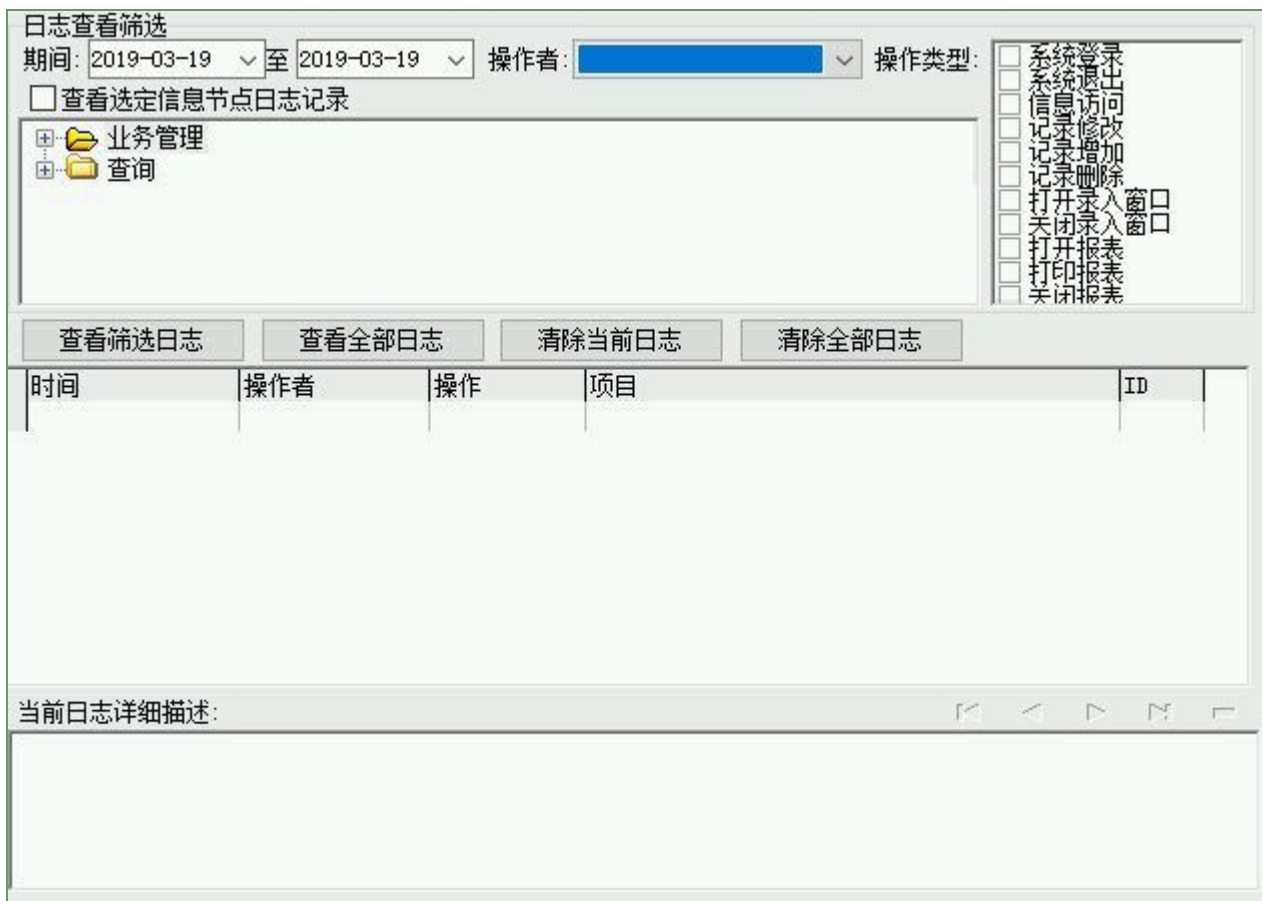 日志查看筛选
期间: 2019-03-19 至 2019-03-19 操作者: 操作类型:
系统登录
系统退出
信息访问
记录修改
记录增加
记录删除
打开录入窗口
关闭录入窗口
打开报表
打印报表
关闭报表
查看选定信息节点日志记录
业务管理
查询
查看筛选日志 查看全部日志 清除当前日志 清除全部日志
时间 操作者 操作 项目 ID
当前日志详细描述: